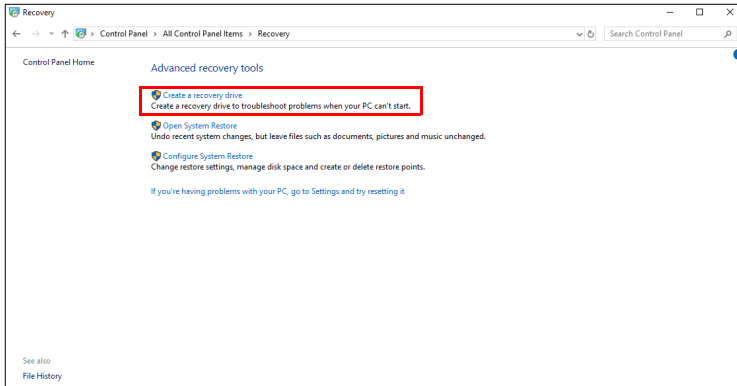 Recovery
Control Panel > All Control Panel Items > Recovery
Search Control Panel
Control Panel Home
Advanced recovery tools
Create a recovery drive
Create a recovery drive to troubleshoot problems when your PC can't start.
Open System Restore
Undo recent system changes, but leave files such as documents, pictures and music unchanged.
Configure System Restore
Change restore settings, manage disk space and create or delete restore points.
If you're having problems with your PC, go to Settings and try resetting it
See also
File History